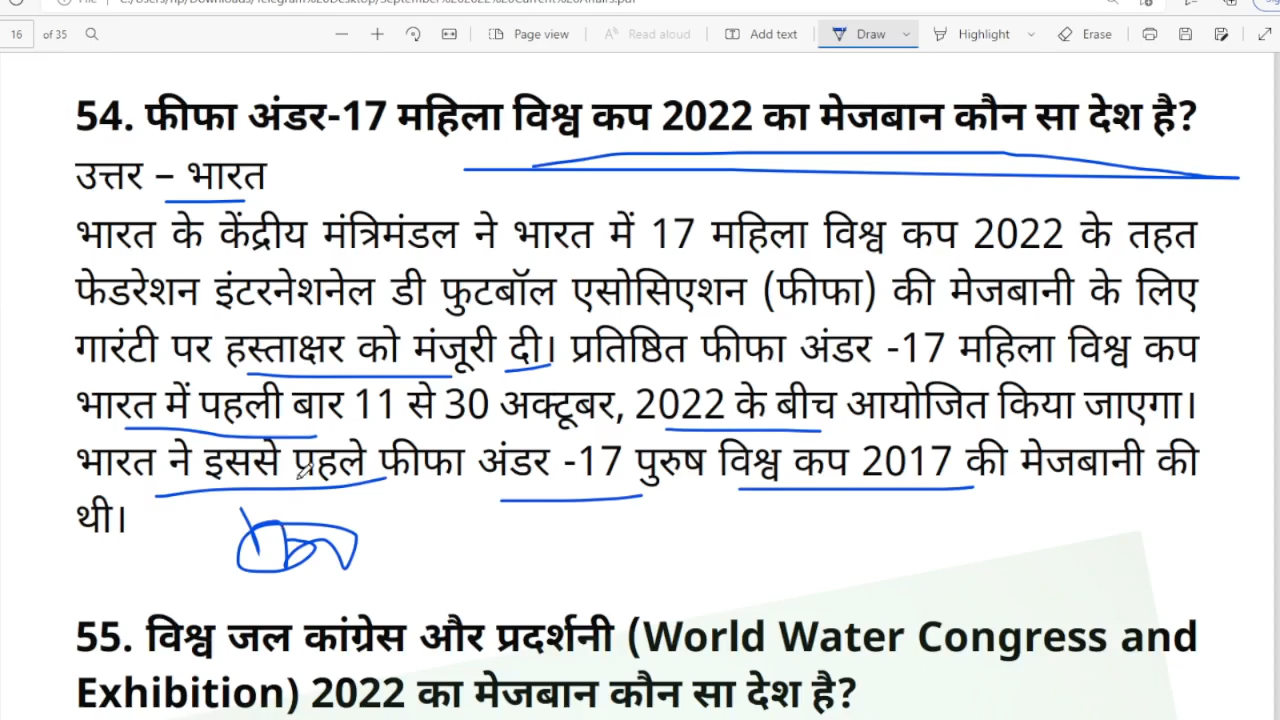 16 of 35 Page view Read aloud Add text Draw Highlight Erase
54. फीफा अंडर-17 महिला विश्व कप 2022 का मेजबान कौन सा देश है?
उत्तर – भारत
भारत के केंद्रीय मंत्रिमंडल ने भारत में 17 महिला विश्व कप 2022 के तहत
फेडरेशन इंटरनेशनेल डी फुटबॉल एसोसिएशन (फीफा) की मेजबानी के लिए
गारंटी पर हस्ताक्षर को मंजूरी दी। प्रतिष्ठित फीफा अंडर -17 महिला विश्व कप
भारत में पहली बार 11 से 30 अक्टूबर, 2022 के बीच आयोजित किया जाएगा।
भारत ने इससे प्रहले फीफा अंडर -17 पुरुष विश्व कप 2017 की मेजबानी की
थी।
55. विश्व जल कांग्रेस और प्रदर्शनी (World Water Congress and
Exhibition) 2022 का मेजबान कौन सा देश है?